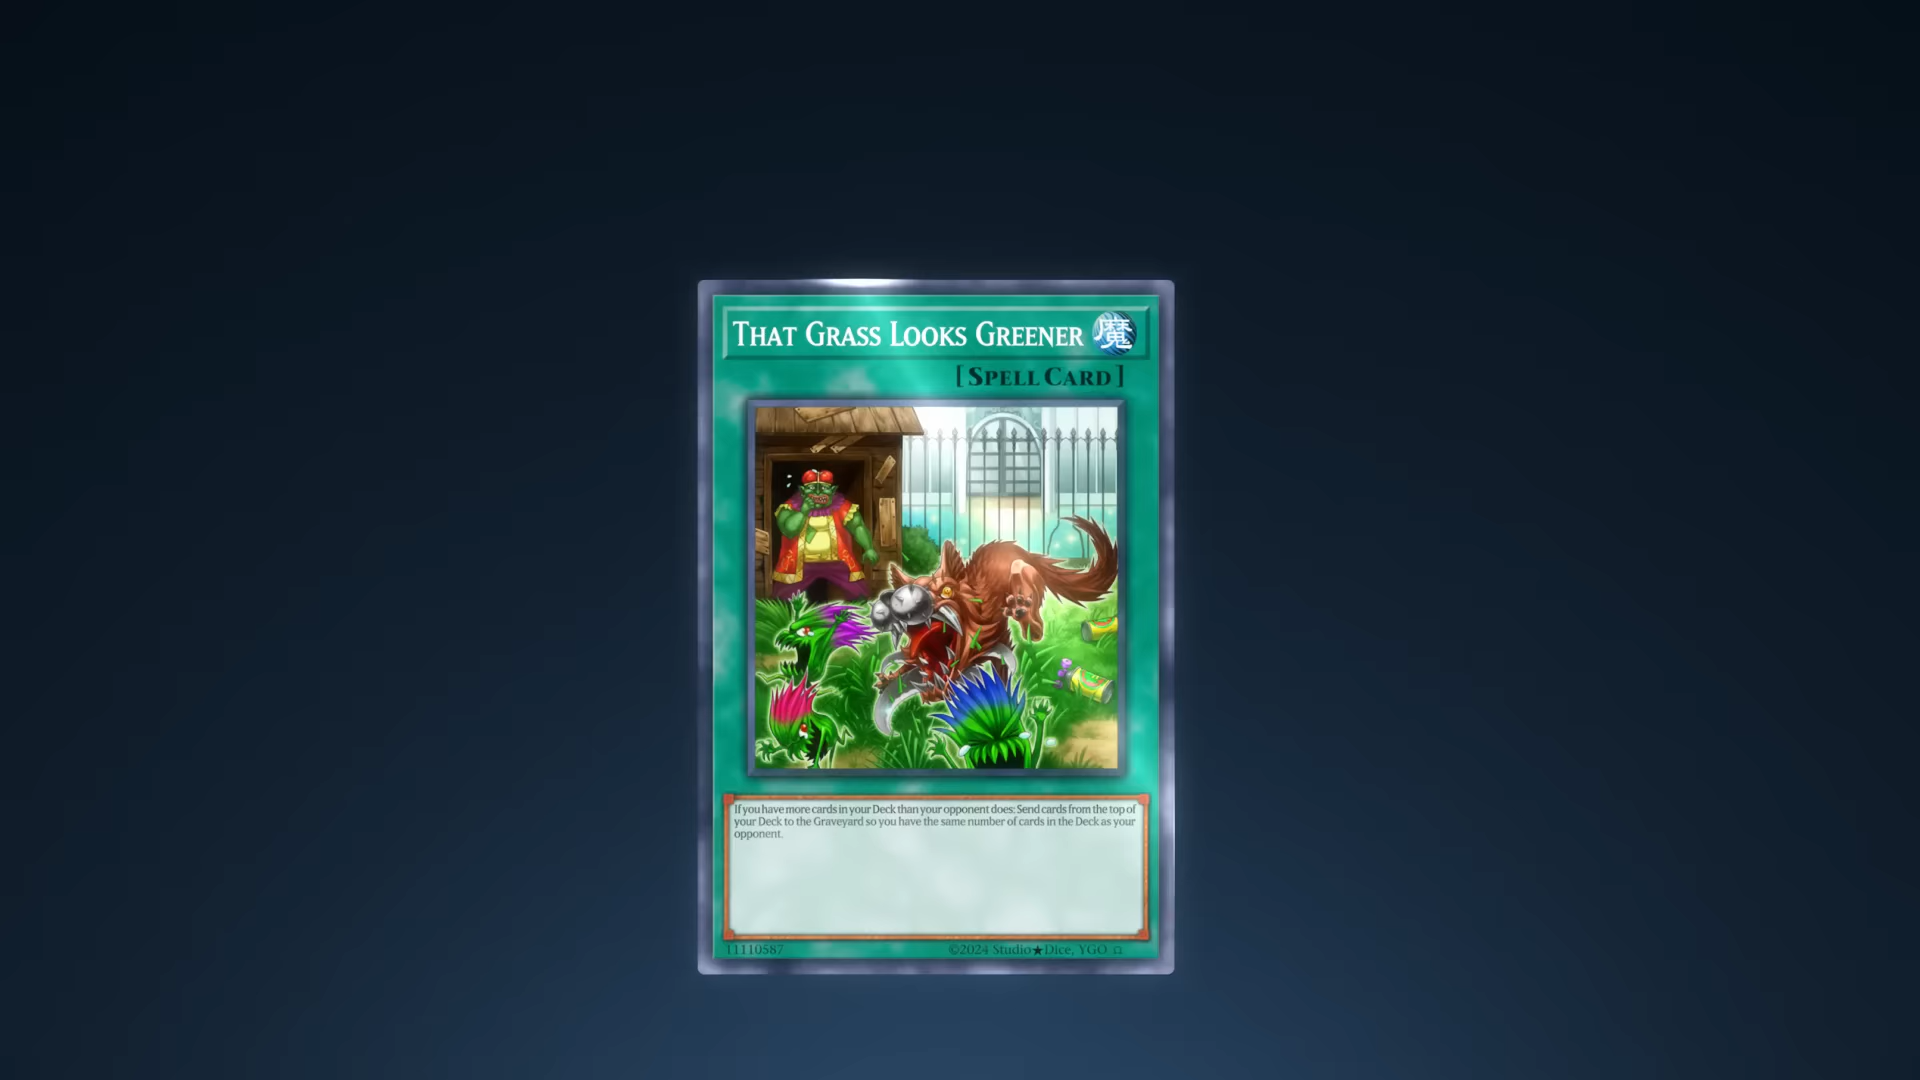 THAT GRASS LOOKS GREENER 魔
[SPELL CARD]
If you have more cards in your Deck than your opponent does: Send cards from the top of
your Deck to the Graveyard so you have the same number of cards in the Deck as your
opponent.
11110587 ©2024 Studio★Dice, YGO